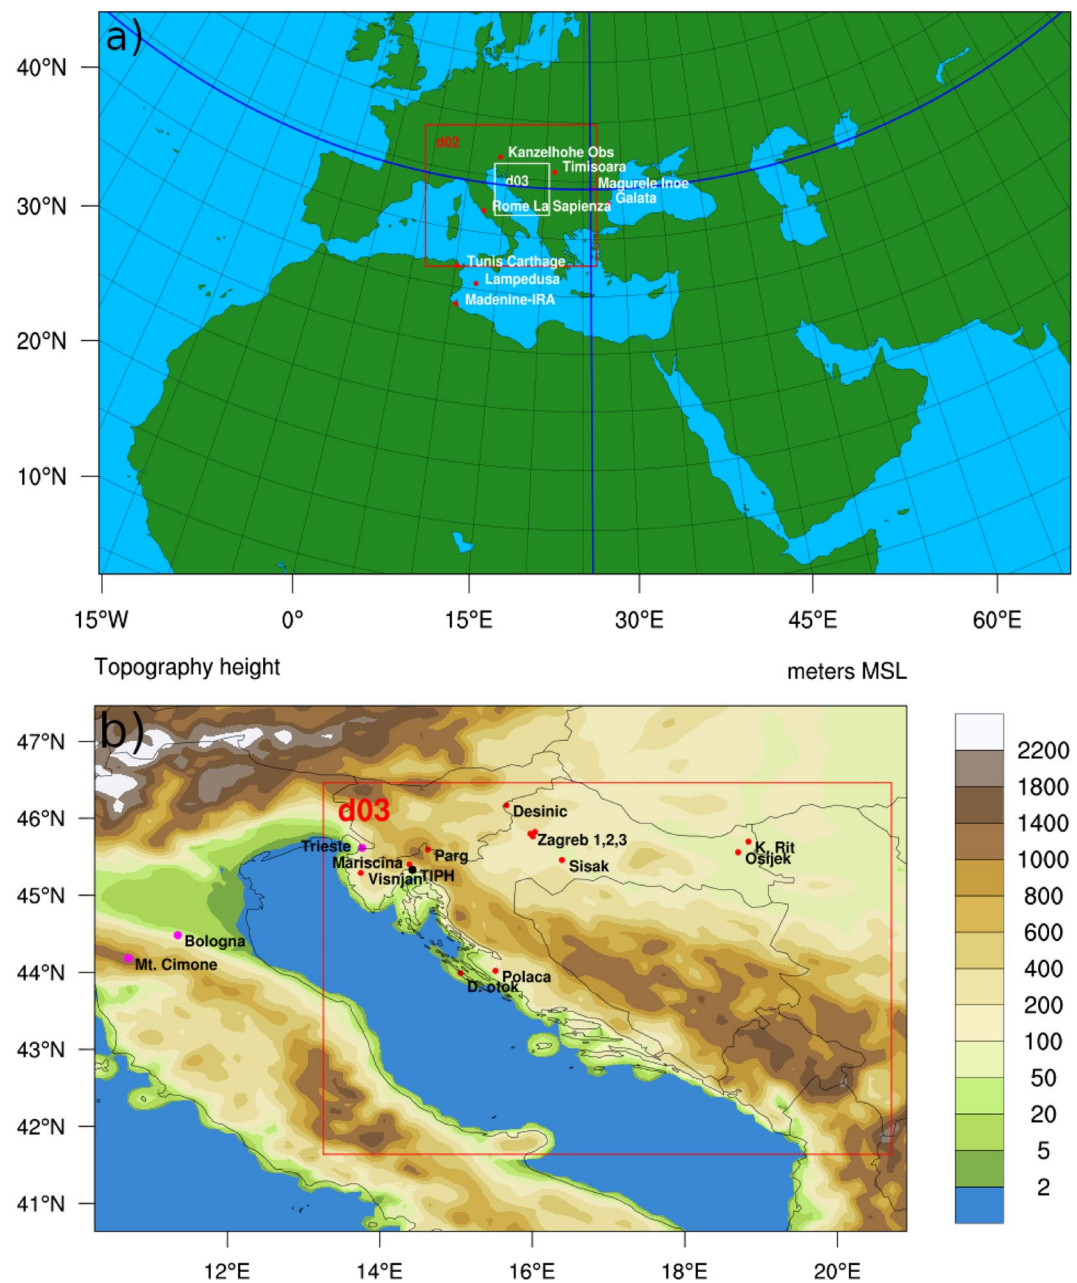 a)
40°N
30°N
20°N
10°N
d02
Kanzelhohe Obs
Timisoara
d03
Magurele Inoe
Galata
Rome La Sapienza
Tunis Carthage
Lampedusa
Madenine-IRA
15°W 0° 15°E 30°E 45°E 60°E
Topography height
meters MSL
b)
47°N
46°N
45°N
44°N
43°N
42°N
41°N
d03
Desinic
Zagreb 1,2,3
K. Rit
Osijek
Sisak
Trieste
Mariscina
Parg
Visnjan
TIPH
Bologna
Mt. Cimone
Polaca
D. otok
2200
1800
1400
1000
800
600
400
200
100
50
20
5
2
12°E 14°E 16°E 18°E 20°E